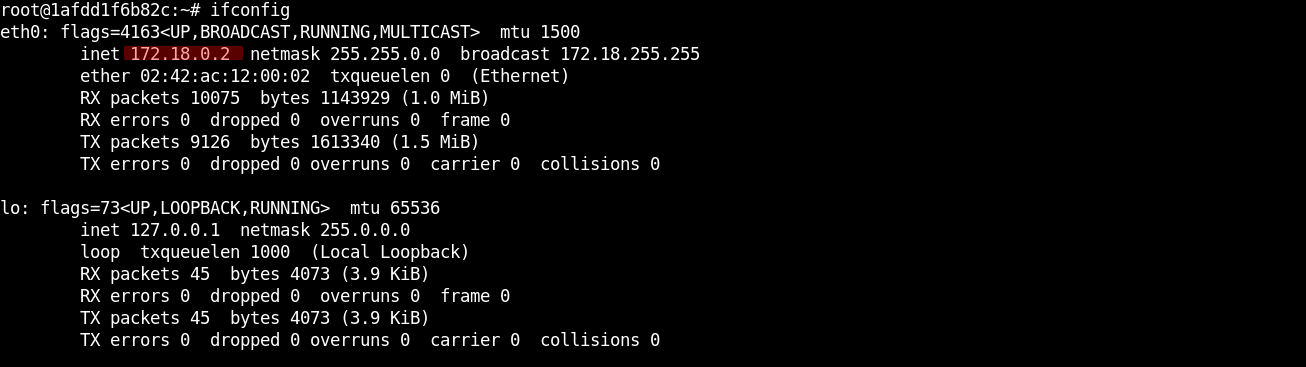 root@1afdd1f6b82c:~# ifconfig
eth0: flags=4163<UP,BROADCAST,RUNNING,MULTICAST>  mtu 1500
        inet 172.18.0.2  netmask 255.255.0.0  broadcast 172.18.255.255
        ether 02:42:ac:12:00:02  txqueuelen 0  (Ethernet)
        RX packets 10075  bytes 1143929 (1.0 MiB)
        RX errors 0  dropped 0  overruns 0  frame 0
        TX packets 9126  bytes 1613340 (1.5 MiB)
        TX errors 0  dropped 0 overruns 0  carrier 0  collisions 0

lo: flags=73<UP,LOOPBACK,RUNNING>  mtu 65536
        inet 127.0.0.1  netmask 255.0.0.0
        loop  txqueuelen 1000  (Local Loopback)
        RX packets 45  bytes 4073 (3.9 KiB)
        RX errors 0  dropped 0  overruns 0  frame 0
        TX packets 45  bytes 4073 (3.9 KiB)
        TX errors 0  dropped 0 overruns 0  carrier 0  collisions 0